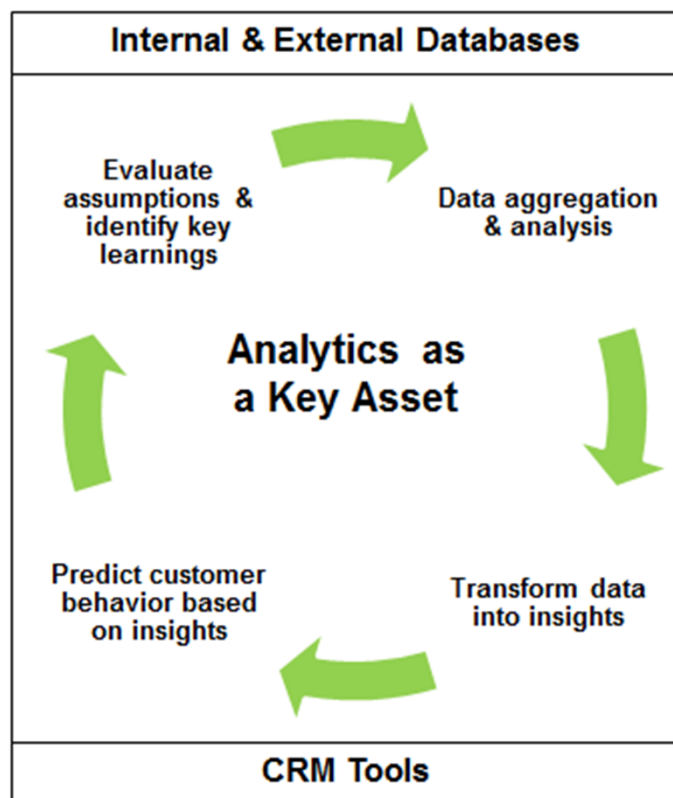 Internal & External Databases
Evaluate
assumptions &
identify key
learnings
Data aggregation
& analysis
Analytics as
a Key Asset
Predict customer
behavior based
on insights
Transform data
into insights
CRM Tools